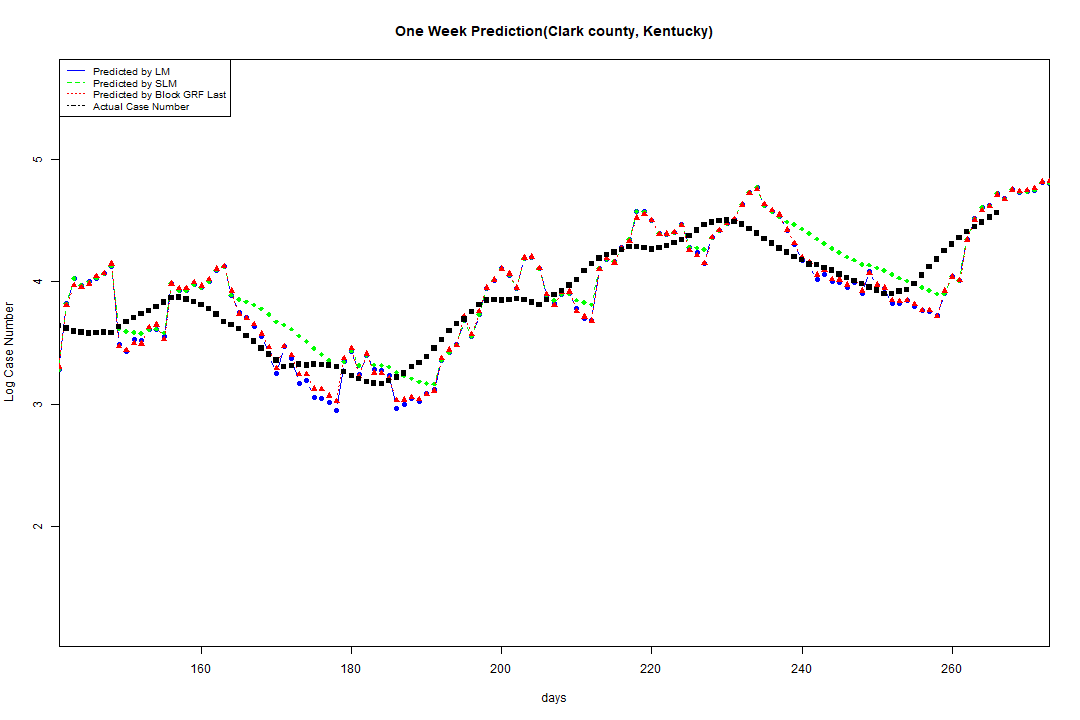 One Week Prediction(Clark county, Kentucky)
Predicted by LM
Predicted by SLM
Predicted by Block GRF Last
Actual Case Number
5
4
3
2
Log Case Number
160 180 200 220 240 260
days